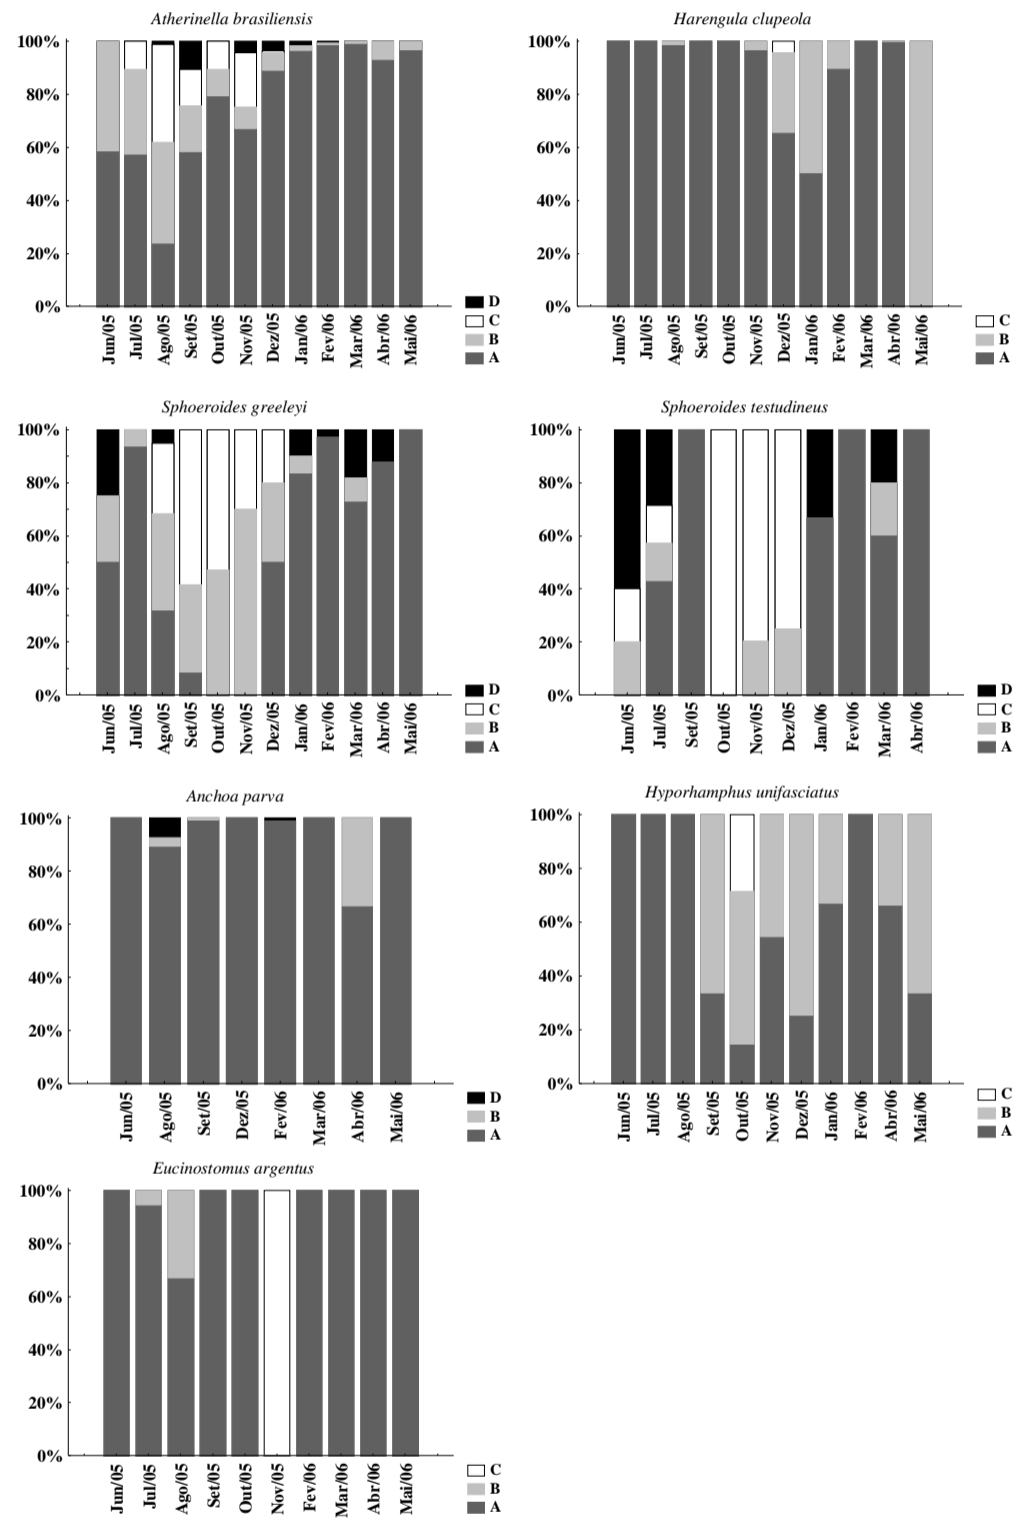 Atherinella brasiliensis
100%
80%
60%
40%
20%
0%
Jun/05 Jul/05 Ago/05 Set/05 Out/05 Nov/05 Dez/05 Jan/06 Fev/06 Mar/06 Abr/06 Mai/06
D
C
B
A
Harengula clupeola
100%
80%
60%
40%
20%
0%
Jun/05 Jul/05 Ago/05 Set/05 Out/05 Nov/05 Dez/05 Jan/06 Fev/06 Mar/06 Abr/06 Mai/06
C
B
A
Sphoeroides greeleyi
100%
80%
60%
40%
20%
0%
Jun/05 Jul/05 Ago/05 Set/05 Out/05 Nov/05 Dez/05 Jan/06 Fev/06 Mar/06 Abr/06 Mai/06
D
C
B
A
Sphoeroides testudineus
100%
80%
60%
40%
20%
0%
Jun/05 Jul/05 Set/05 Out/05 Nov/05 Dez/05 Jan/06 Fev/06 Mar/06 Abr/06
D
C
B
A
Anchoa parva
100%
80%
60%
40%
20%
0%
Jun/05 Ago/05 Set/05 Dez/05 Fev/06 Mar/06 Abr/06 Mai/06
D
B
A
Hyporhamphus unifasciatus
100%
80%
60%
40%
20%
0%
Jun/05 Jul/05 Ago/05 Set/05 Out/05 Nov/05 Dez/05 Jan/06 Fev/06 Abr/06 Mai/06
C
B
A
Eucinostomus argentus
100%
80%
60%
40%
20%
0%
Jun/05 Jul/05 Ago/05 Set/05 Out/05 Nov/05 Fev/06 Mar/06 Abr/06 Mai/06
C
B
A